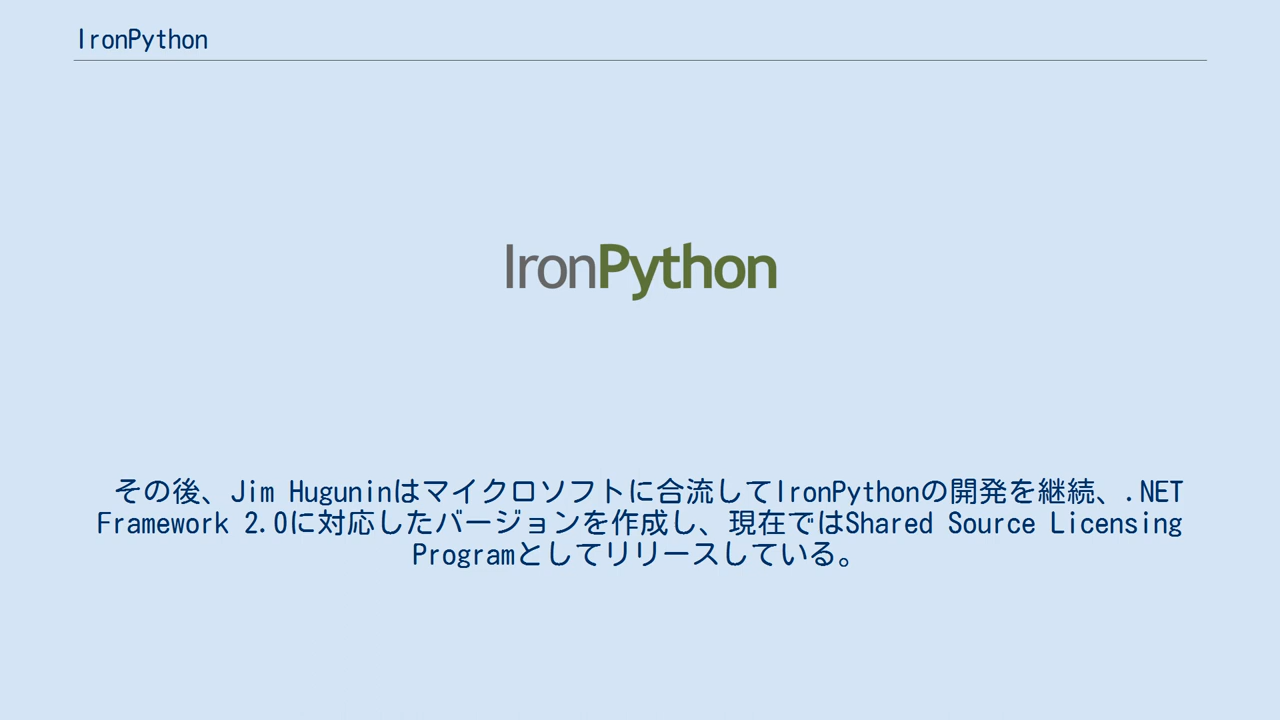 IronPython
IronPython
その後、Jim Huguninはマイクロソフトに合流してIronPythonの開発を継続、.NET
Framework 2.0に対応したバージョンを作成し、現在ではShared Source Licensing
Programとしてリリースしている。